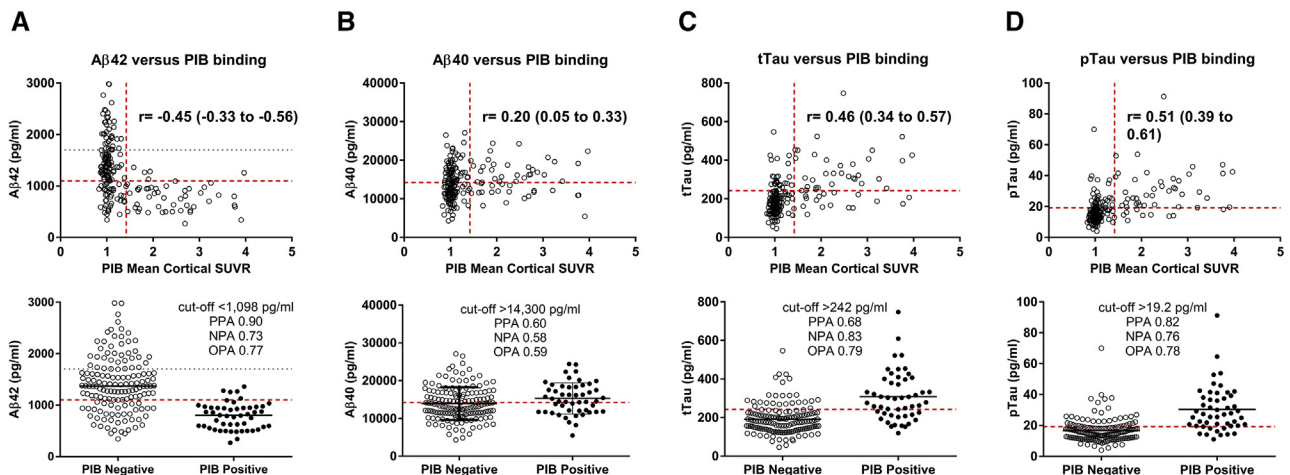 A
Aβ42 versus PIB binding
3000
2000
1000
0
Aβ42 (pg/ml)
r= -0.45 (-0.33 to -0.56)
0 1 2 3 4 5
PIB Mean Cortical SUVR
B
Aβ40 versus PIB binding
40000
30000
20000
10000
0
Aβ40 (pg/ml)
r= 0.20 (0.05 to 0.33)
0 1 2 3 4 5
PIB Mean Cortical SUVR
C
tTau versus PIB binding
800
600
400
200
0
tTau (pg/ml)
r= 0.46 (0.34 to 0.57)
0 1 2 3 4 5
PIB Mean Cortical SUVR
D
pTau versus PIB binding
100
80
60
40
20
0
pTau (pg/ml)
r= 0.51 (0.39 to
0.61)
0 1 2 3 4 5
PIB Mean Cortical SUVR
3000
2000
1000
0
Aβ42 (pg/ml)
cut-off <1,098 pg/ml
PPA 0.90
NPA 0.73
OPA 0.77
PIB Negative PIB Positive
40000
30000
20000
10000
0
Aβ40 (pg/ml)
cut-off >14,300 pg/ml
PPA 0.60
NPA 0.58
OPA 0.59
PIB Negative PIB Positive
800
600
400
200
0
tTau (pg/ml)
cut-off >242 pg/ml
PPA 0.68
NPA 0.83
OPA 0.79
PIB Negative PIB Positive
100
80
60
40
20
0
pTau (pg/ml)
cut-off >19.2 pg/ml
PPA 0.82
NPA 0.76
OPA 0.78
PIB Negative PIB Positive